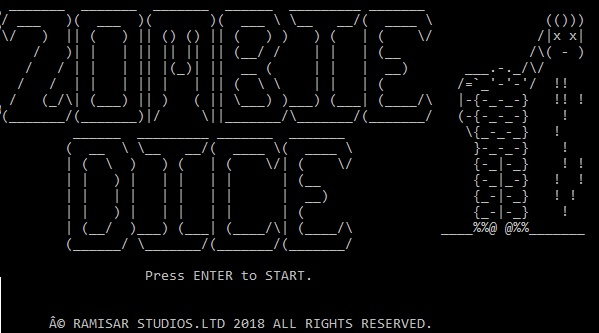 ZOMBIE
DICE
Press ENTER to START.
Â© RAMISAR STUDIOS.LTD 2018 ALL RIGHTS RESERVED.